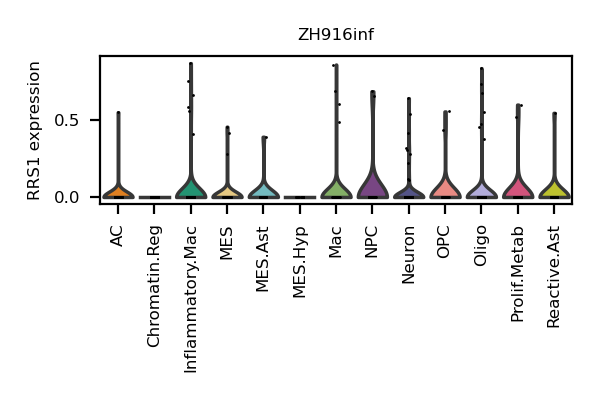 ZH916inf
RRS1 expression
0.5
0.0
AC
Chromatin.Reg
Inflammatory.Mac
MES
MES.Ast
MES.Hyp
Mac
NPC
Neuron
OPC
Oligo
Prolif.Metab
Reactive.Ast